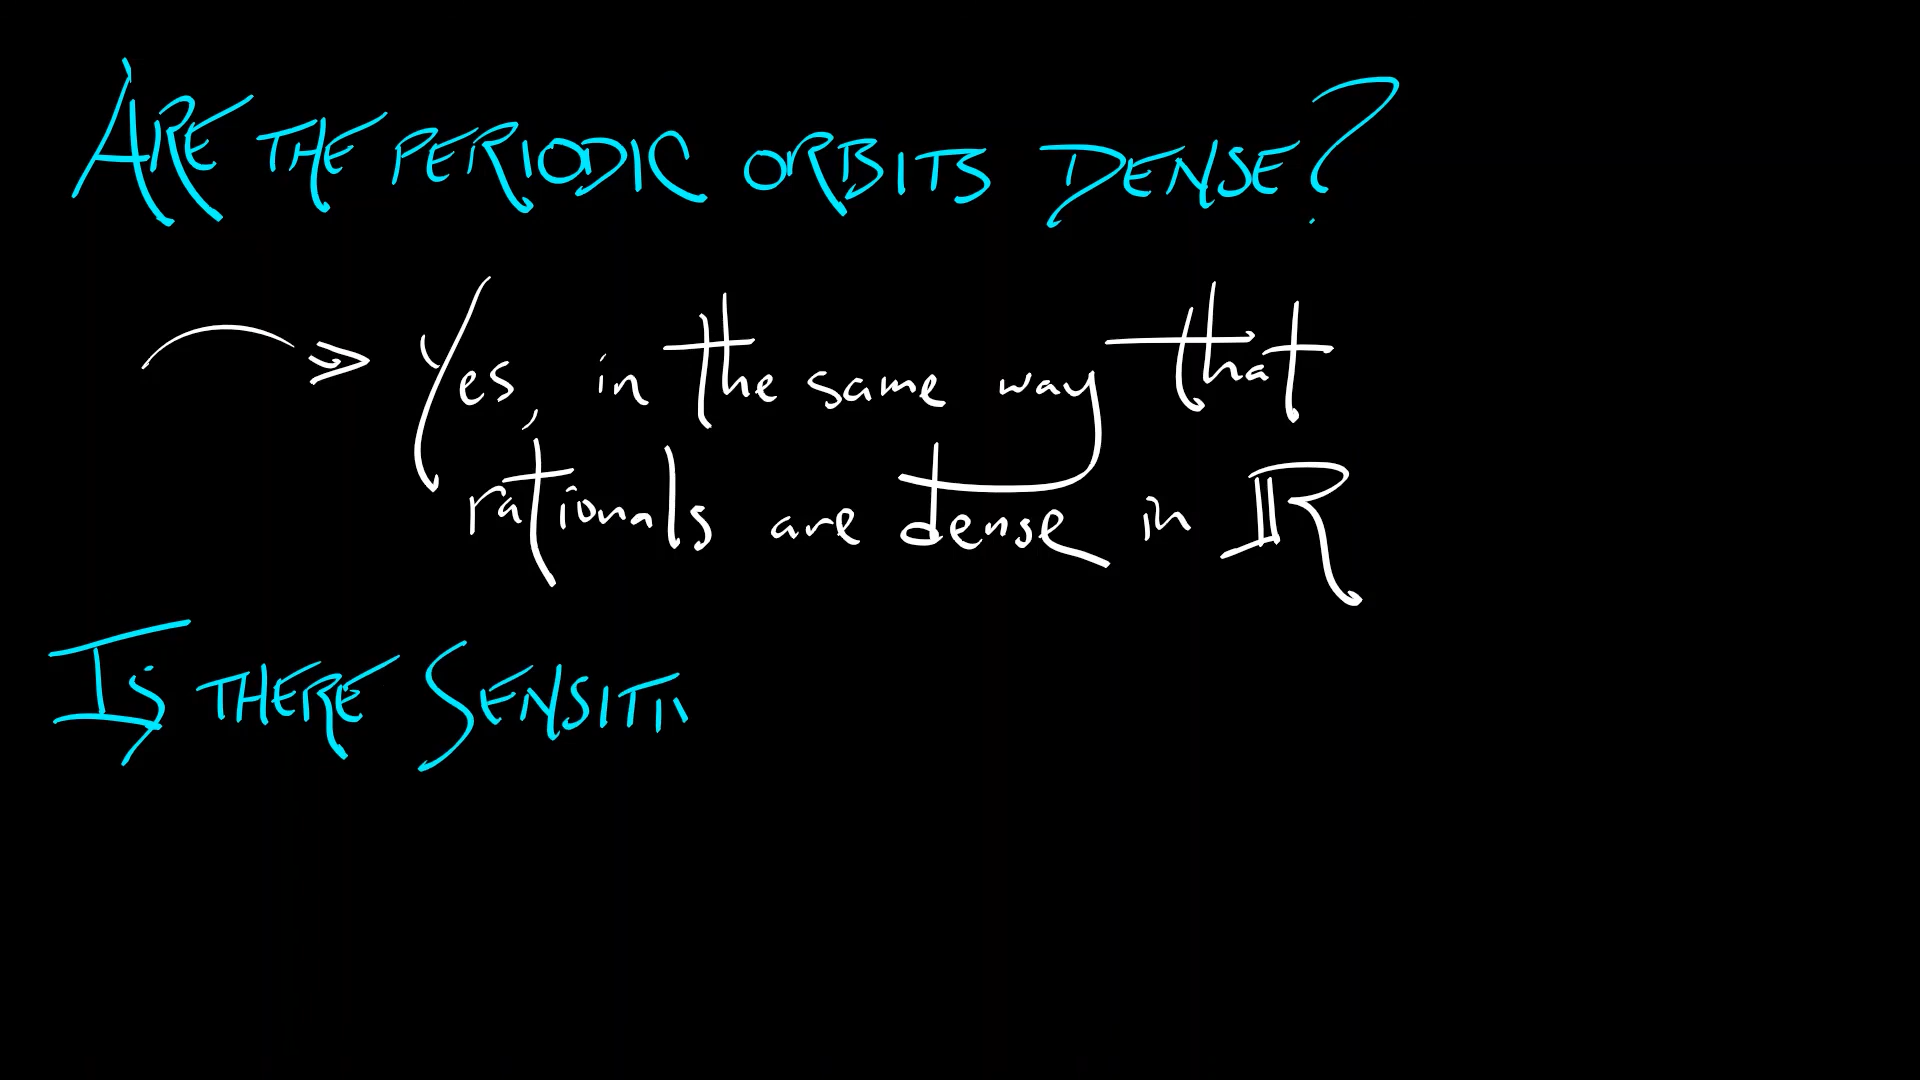 ARE THE PERIODIC ORBITS DENSE?
Yes, in the same way that
rationals are dense in ℝ
IS THERE SENSITI